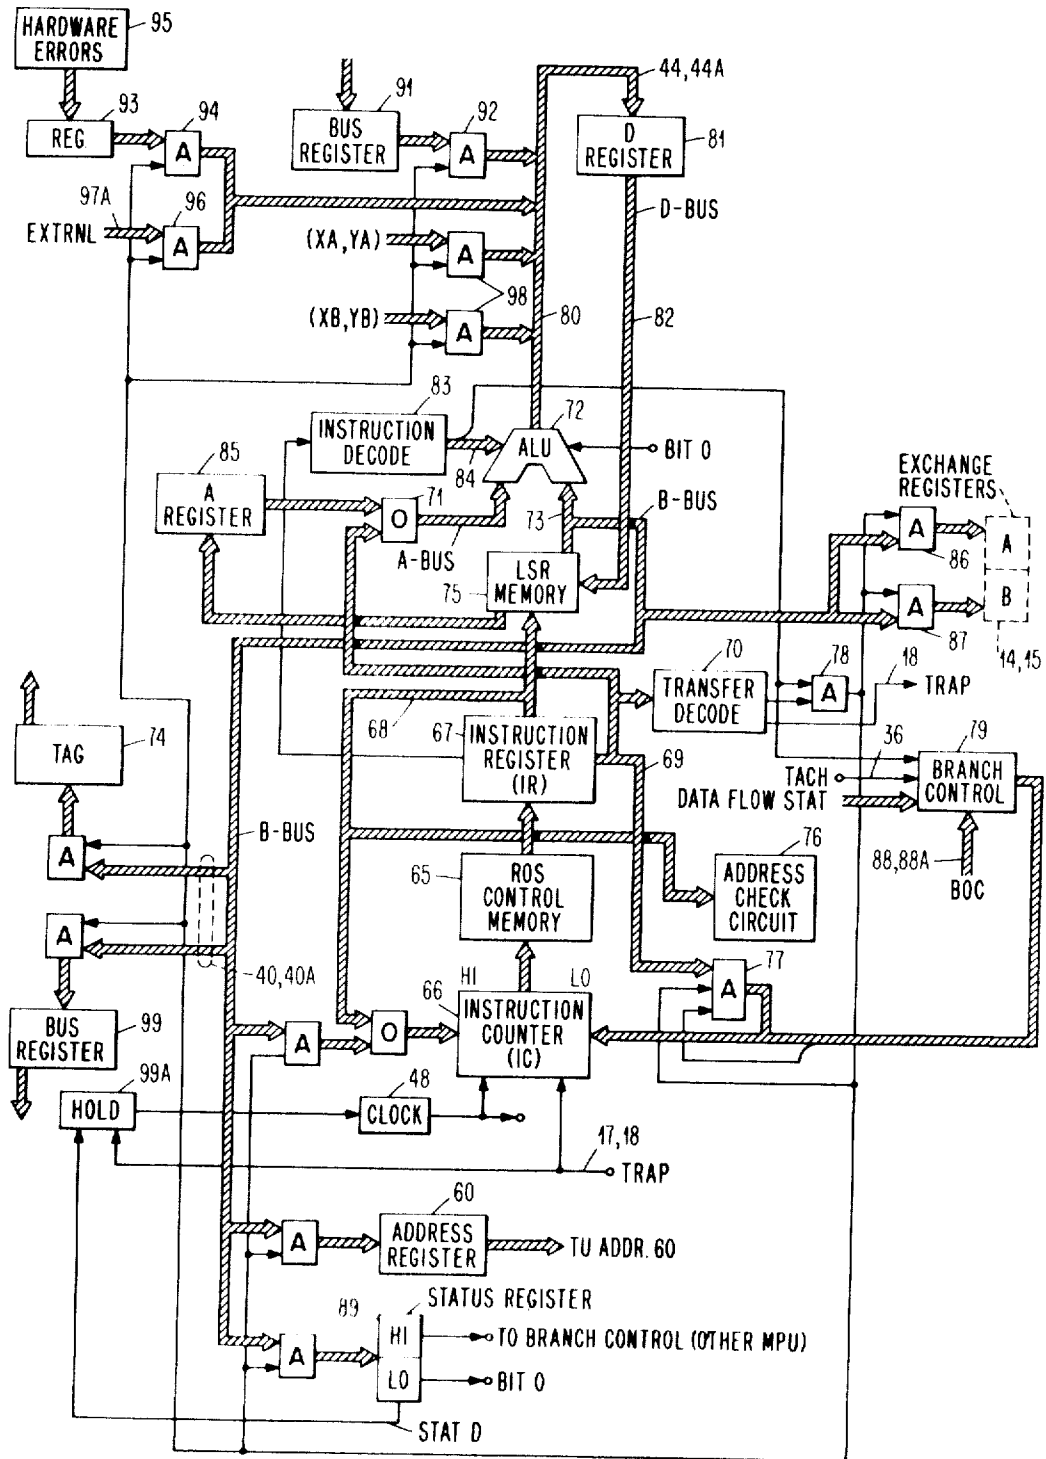 HARDWARE
ERRORS
95
93
REG.
94
A
97A
EXTRNL
96
A
91
BUS
REGISTER
92
A
44,44A
D
REGISTER
81
D-BUS
(XA,YA)
A
98
(XB,YB)
A
80
82
83
INSTRUCTION
DECODE
84
72
ALU
BIT 0
85
A
REGISTER
71
O
A-BUS
73
B-BUS
75
LSR
MEMORY
EXCHANGE
REGISTERS
A
86
A
A
87
B
14,15
70
TRANSFER
DECODE
78
A
18
TRAP
74
TAG
68
67
INSTRUCTION
REGISTER
(IR)
69
36
TACH
DATA FLOW STAT
79
BRANCH
CONTROL
88,88A
BOC
A
B-BUS
65
ROS
CONTROL
MEMORY
76
ADDRESS
CHECK
CIRCUIT
A
40,40A
HI
LO
66
INSTRUCTION
COUNTER
(IC)
77
A
BUS
REGISTER
99
A
O
99A
HOLD
48
CLOCK
17,18
TRAP
A
60
ADDRESS
REGISTER
TU ADDR. 60
89
STATUS REGISTER
A
HI
TO BRANCH CONTROL (OTHER MPU)
LO
BIT 0
STAT D